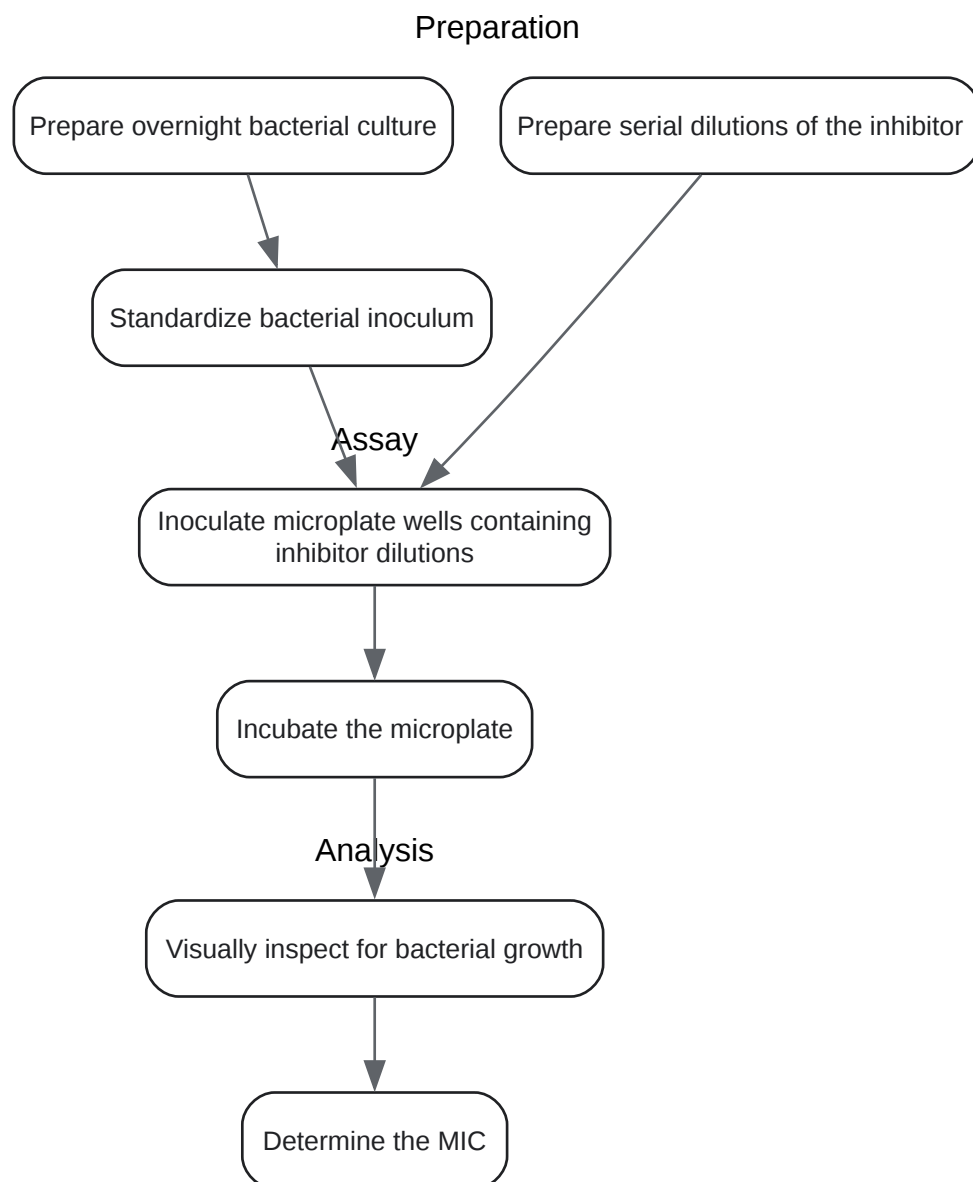 Preparation
Prepare overnight bacterial culture
Prepare serial dilutions of the inhibitor
Standardize bacterial inoculum
Assay
Inoculate microplate wells containing
inhibitor dilutions
Incubate the microplate
Analysis
Visually inspect for bacterial growth
Determine the MIC